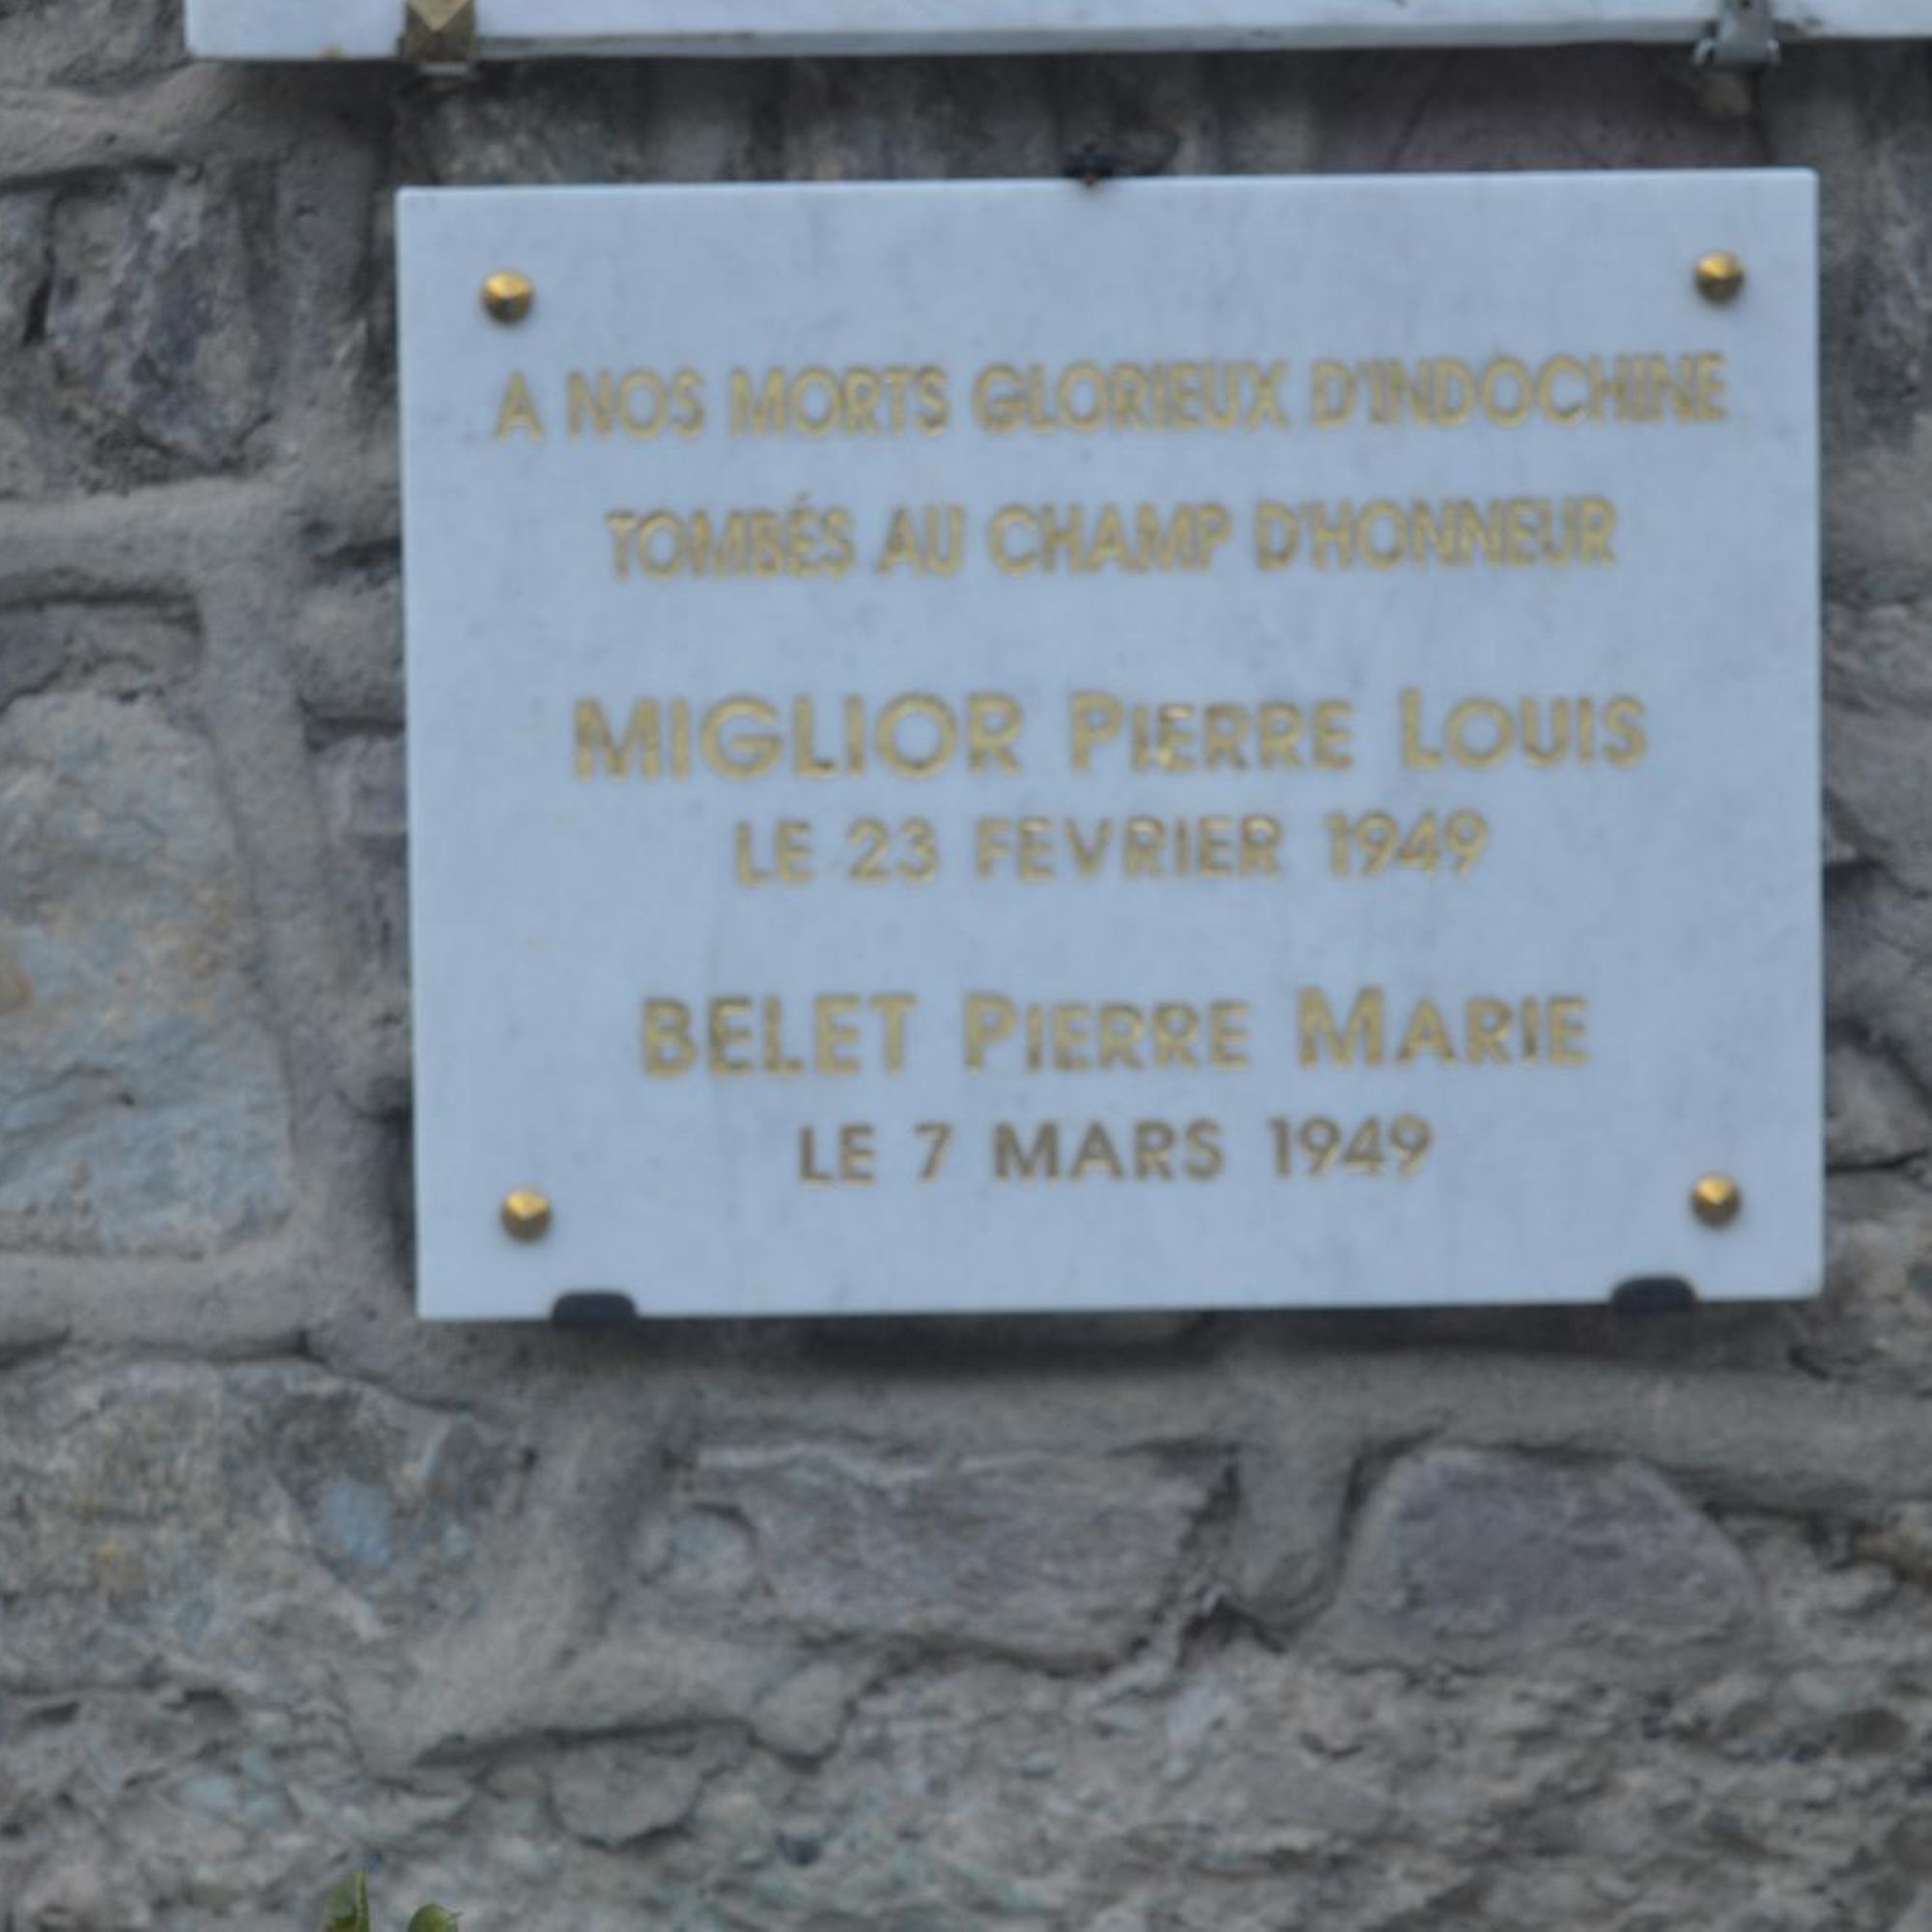 A NOS MORTS GLORIEUX D'INDOCHINE
TOMBÉS AU CHAMP D'HONNEUR
MIGLIOR PIERRE LOUIS
LE 23 FEVRIER 1949
BELET PIERRE MARIE
LE 7 MARS 1949